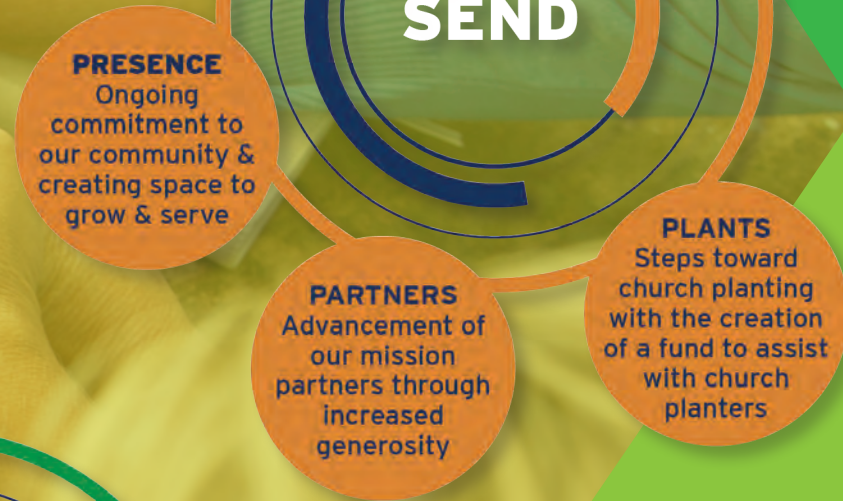 SEND
PRESENCE
Ongoing
commitment to
our community &
creating space to
grow & serve
PARTNERS
Advancement of
our mission
partners through
increased
generosity
PLANTS
Steps toward
church planting
with the creation
of a fund to assist
with church
planters